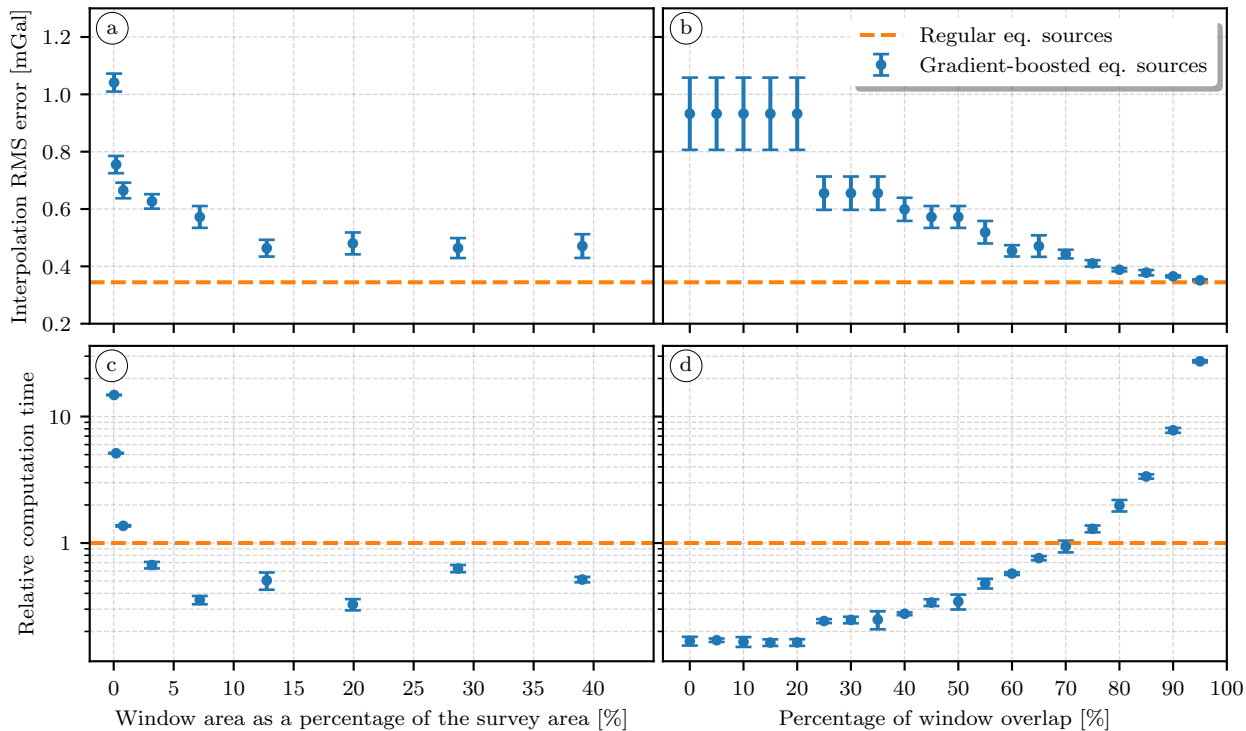 a
b
Regular eq. sources
Gradient-boosted eq. sources
Interpolation RMS error [mGal]
1.2
1.0
0.8
0.6
0.4
0.2
c
d
Relative computation time
10
1
0 5 10 15 20 25 30 35 40
0 10 20 30 40 50 60 70 80 90 100
Window area as a percentage of the survey area [%]
Percentage of window overlap [%]